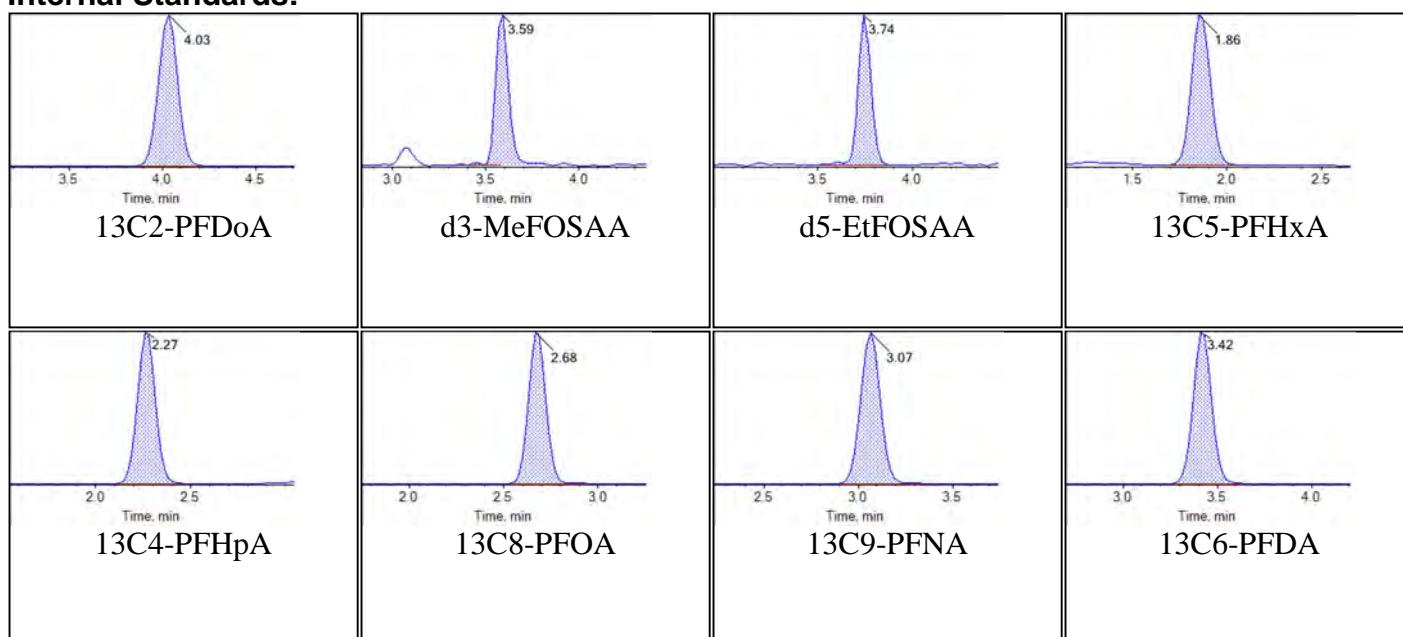 Internal Standards:
4.03
3.5 4.0 4.5
Time, min
13C2-PFDoA
3.59
3.0 3.5 4.0
Time, min
d3-MeFOSAA
3.74
3.5 4.0
Time, min
d5-EtFOSAA
1.86
1.5 2.0 2.5
Time, min
13C5-PFHxA
2.27
2.0 2.5
Time, min
13C4-PFHpA
2.68
2.0 2.5 3.0
Time, min
13C8-PFOA
3.07
2.5 3.0 3.5
Time, min
13C9-PFNA
3.42
3.0 3.5 4.0
Time, min
13C6-PFDA